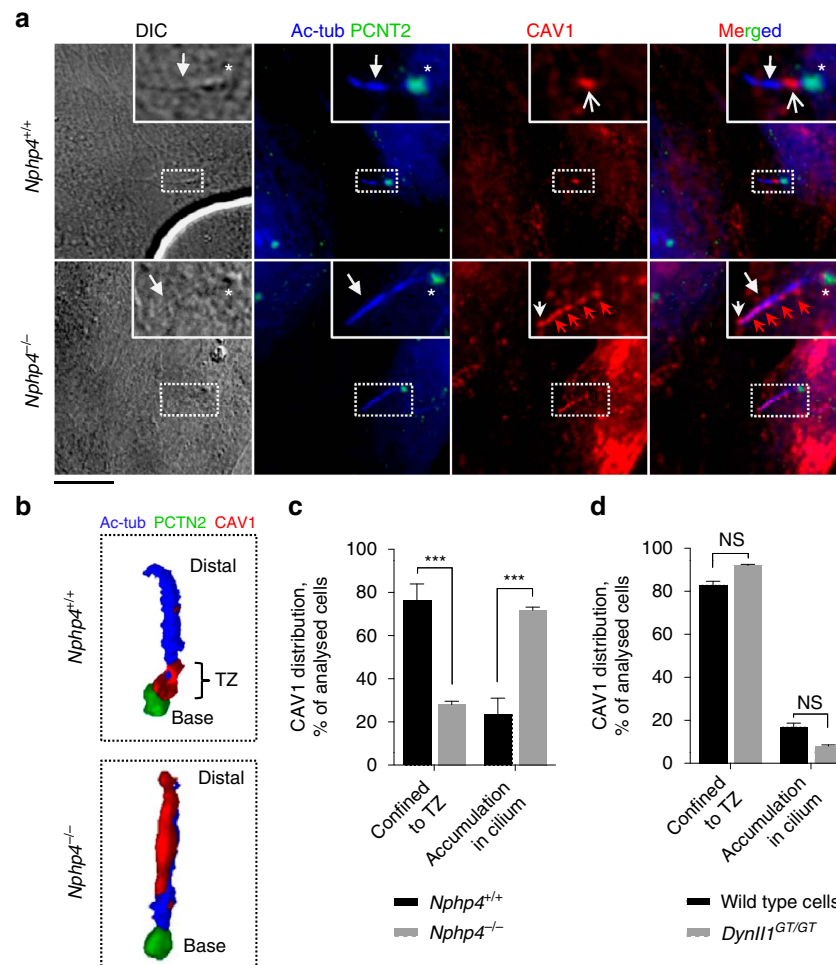 a
DIC
Ac-tub PCNT2
CAV1
Merged
Nphp4+/+
* * *
Nphp4−/−
* * *
b
Ac-tub PCTN2 CAV1
Nphp4+/+
Distal
TZ
Base
Nphp4−/−
Distal
Base
c
CAV1 distribution,
% of analysed cells
100
80
60
40
20
0
***
***
Confined
to TZ
Accumulation
in cilium
Nphp4+/+
Nphp4−/−
d
CAV1 distribution,
% of analysed cells
100
80
60
40
20
0
NS
NS
Confined
to TZ
Accumulation
in cilium
Wild type cells
DynII1GT/GT